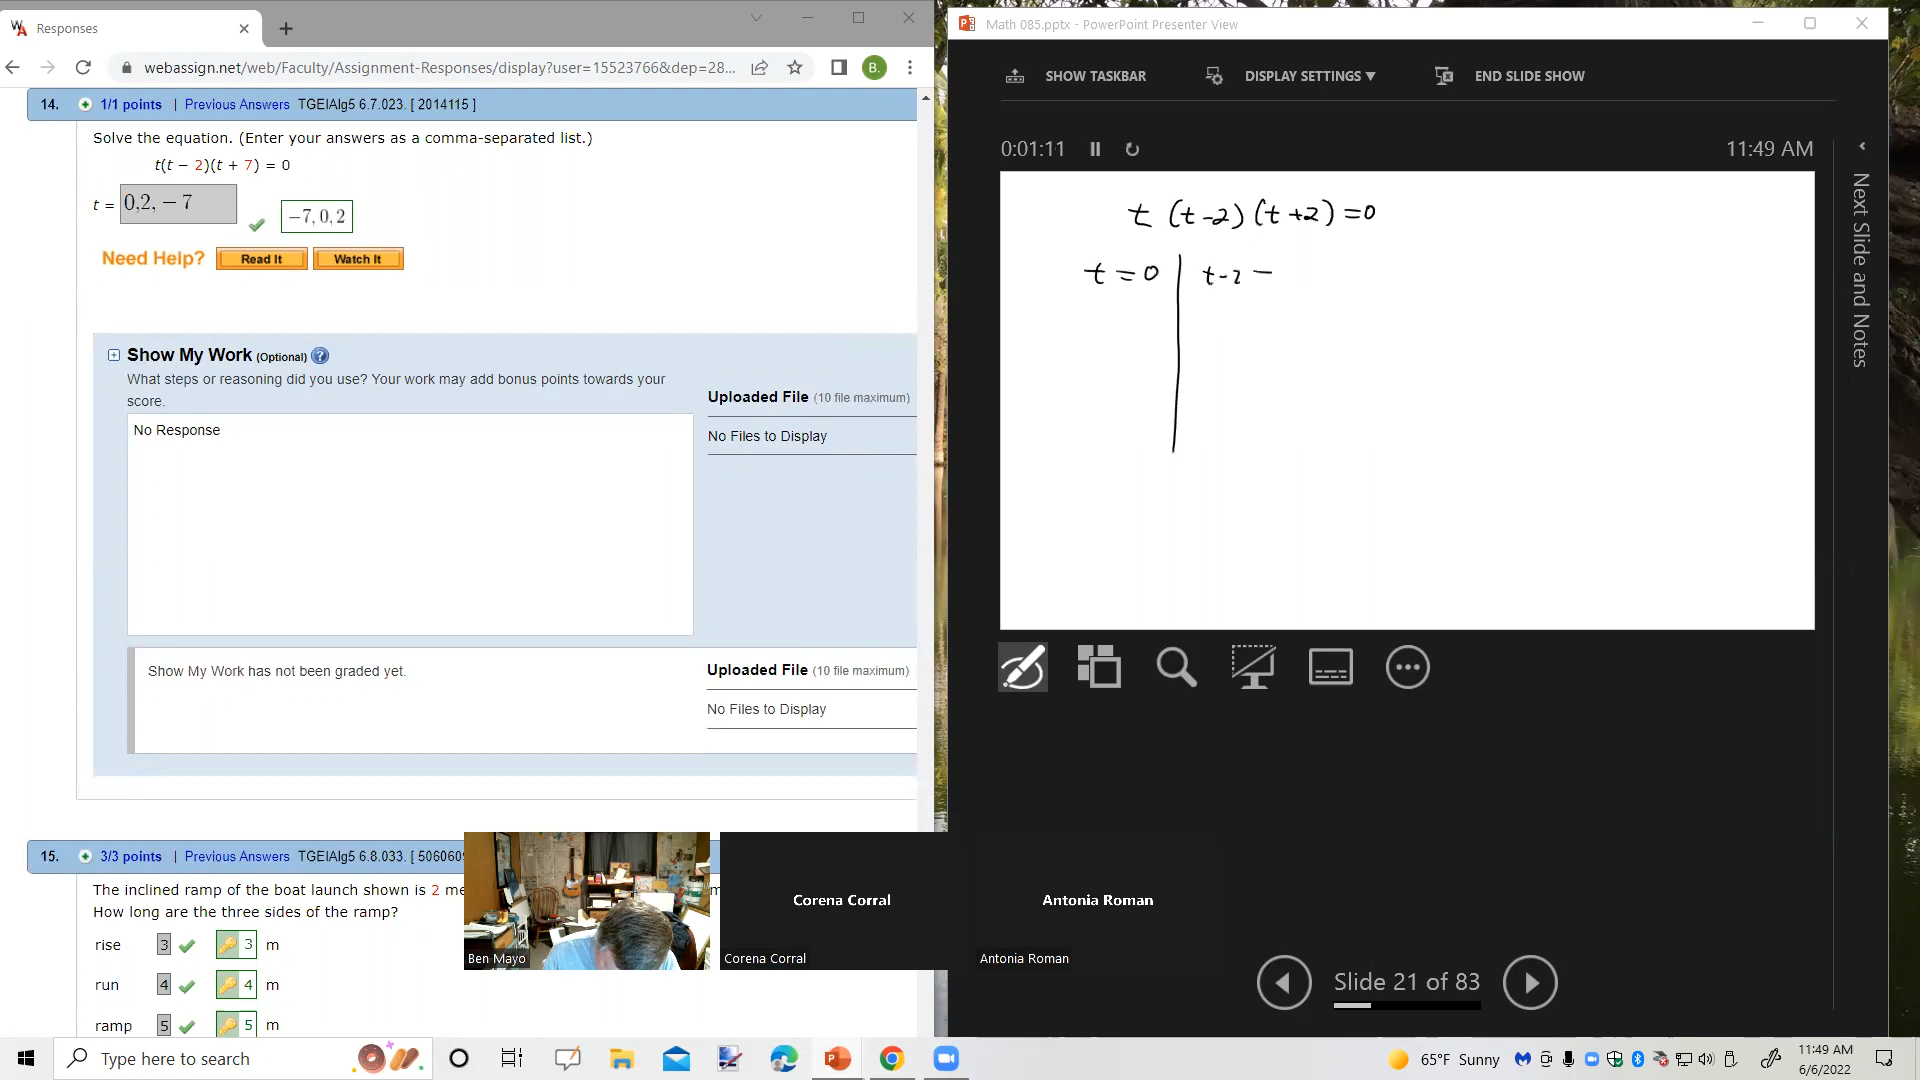 Responses
webassign.net/web/Faculty/Assignment-Responses/display?user=15523766&dep=28...
B.
14. 1/1 points | Previous Answers TGEIAlg5 6.7.023. [ 2014115 ]
Solve the equation. (Enter your answers as a comma-separated list.)
t(t − 2)(t + 7) = 0
t = 0,2, − 7
−7, 0, 2
Need Help? Read It Watch It
Show My Work (Optional) ?
What steps or reasoning did you use? Your work may add bonus points towards your
score.
Uploaded File (10 file maximum)
No Response
No Files to Display
Show My Work has not been graded yet.
Uploaded File (10 file maximum)
No Files to Display
15. 3/3 points | Previous Answers TGEIAlg5 6.8.033. [ 506060
The inclined ramp of the boat launch shown is 2 me
How long are the three sides of the ramp?
rise 3 3 m
run 4 4 m
ramp 5 5 m
Ben Mayo
Corena Corral
Corena Corral
Antonia Roman
Antonia Roman
Math 085.pptx - PowerPoint Presenter View
SHOW TASKBAR DISPLAY SETTINGS ▼ END SLIDE SHOW
0:01:11 11:49 AM
t (t-2)(t+2)=0
t=0 | t-2 =
Next Slide and Notes
Slide 21 of 83
Type here to search
65°F Sunny
11:49 AM
6/6/2022